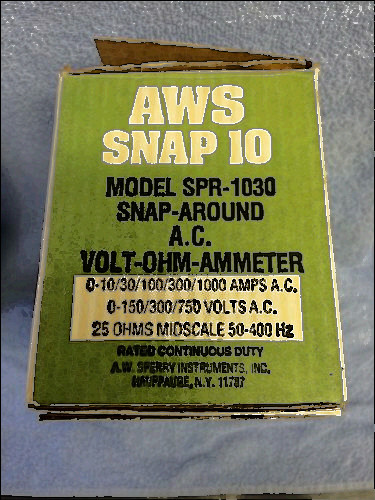 AWS
SNAP 10
MODEL SPR-1030
SNAP-AROUND
A.C.
VOLT-OHM-AMMETER
0-10/30/100/300/1000 AMPS A.C.
0-150/300/750 VOLTS A.C.
25 OHMS MIDSCALE 50-400 Hz
RATED CONTINUOUS DUTY
A.W. SPERRY INSTRUMENTS, INC.
HAUPPAUGE, N.Y. 11787